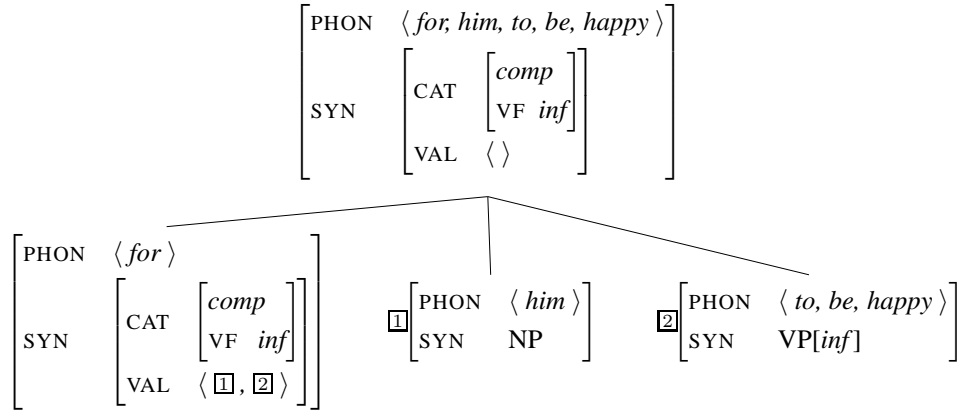 PHON ⟨ for, him, to, be, happy ⟩
comp
CAT
VF inf
SYN
VAL ⟨ ⟩
PHON ⟨ for ⟩
comp
CAT
VF inf
SYN
VAL ⟨ 1 , 2 ⟩
1 PHON ⟨ him ⟩
SYN NP
2 PHON ⟨ to, be, happy ⟩
SYN VP[inf]